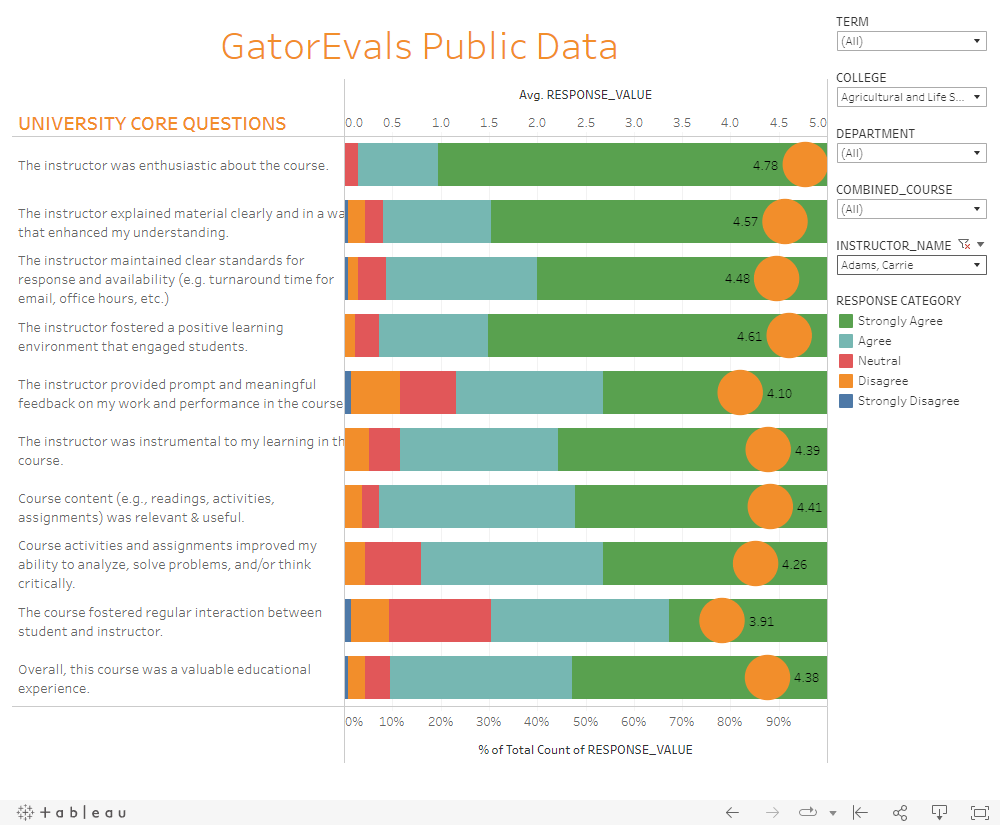 GatorEvals Public Data
TERM
(All)
COLLEGE
Agricultural and Life S...
DEPARTMENT
(All)
COMBINED_COURSE
(All)
INSTRUCTOR_NAME
Adams, Carrie
RESPONSE CATEGORY
Strongly Agree
Agree
Neutral
Disagree
Strongly Disagree
Avg. RESPONSE_VALUE
UNIVERSITY CORE QUESTIONS
0.0 0.5 1.0 1.5 2.0 2.5 3.0 3.5 4.0 4.5 5.0
The instructor was enthusiastic about the course.
4.78
The instructor explained material clearly and in a wa
that enhanced my understanding.
4.57
The instructor maintained clear standards for
response and availability (e.g. turnaround time for
email, office hours, etc.)
4.48
The instructor fostered a positive learning
environment that engaged students.
4.61
The instructor provided prompt and meaningful
feedback on my work and performance in the course
4.10
The instructor was instrumental to my learning in th
course.
4.39
Course content (e.g., readings, activities,
assignments) was relevant & useful.
4.41
Course activities and assignments improved my
ability to analyze, solve problems, and/or think
critically.
4.26
The course fostered regular interaction between
student and instructor.
3.91
Overall, this course was a valuable educational
experience.
4.38
0% 10% 20% 30% 40% 50% 60% 70% 80% 90%
% of Total Count of RESPONSE_VALUE
+ a b | e a u